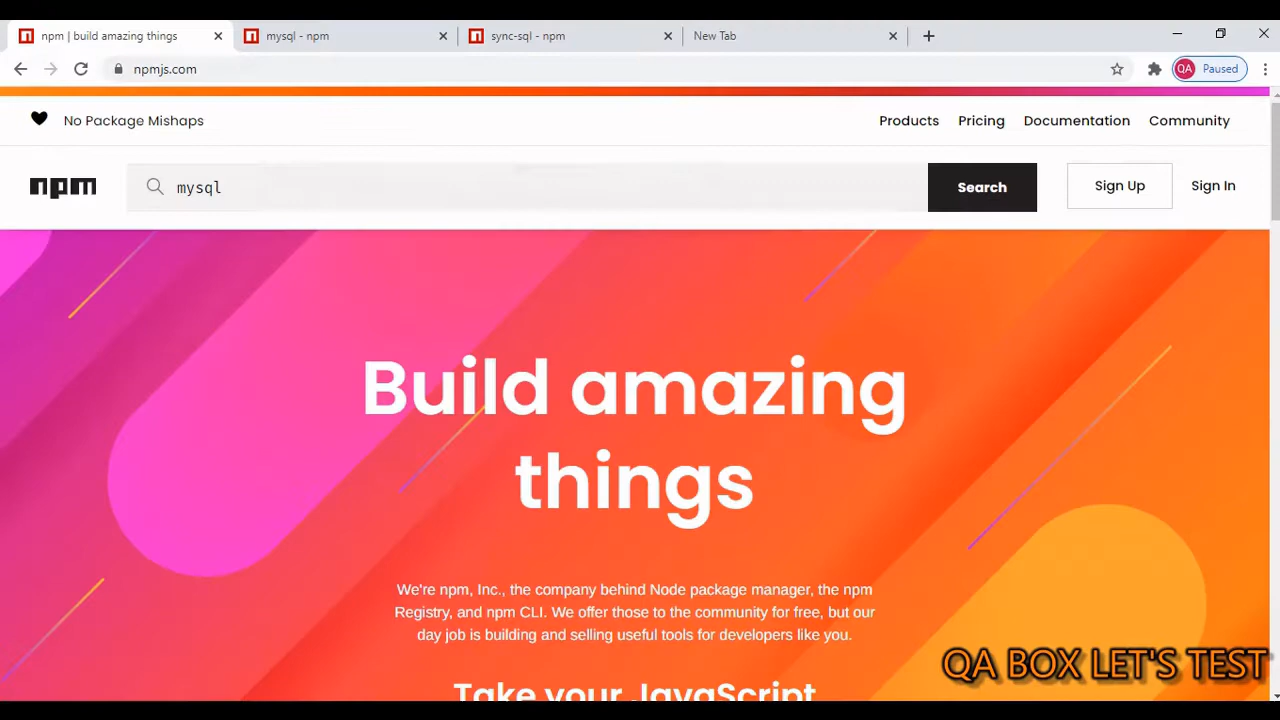 npm | build amazing things
mysql - npm
sync-sql - npm
New Tab
npmjs.com
QA Paused
No Package Mishaps
Products Pricing Documentation Community
npm
mysql
Search
Sign Up
Sign In
Build amazing
things
We're npm, Inc., the company behind Node package manager, the npm
Registry, and npm CLI. We offer those to the community for free, but our
day job is building and selling useful tools for developers like you.
Take your JavaScript
QA BOX LET'S TEST